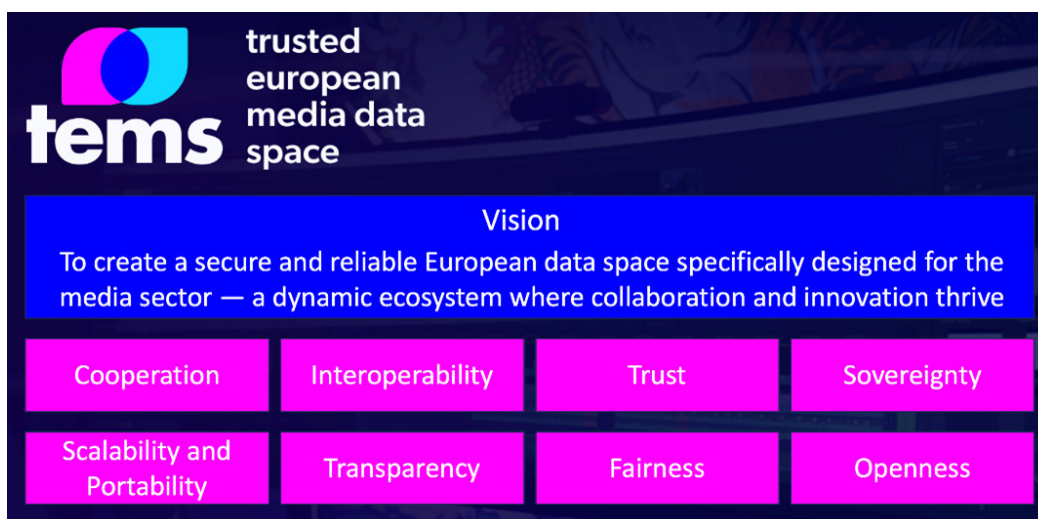 tems
trusted
european
media data
space
Vision
To create a secure and reliable European data space specifically designed for the
media sector — a dynamic ecosystem where collaboration and innovation thrive
Cooperation
Interoperability
Trust
Sovereignty
Scalability and
Portability
Transparency
Fairness
Openness